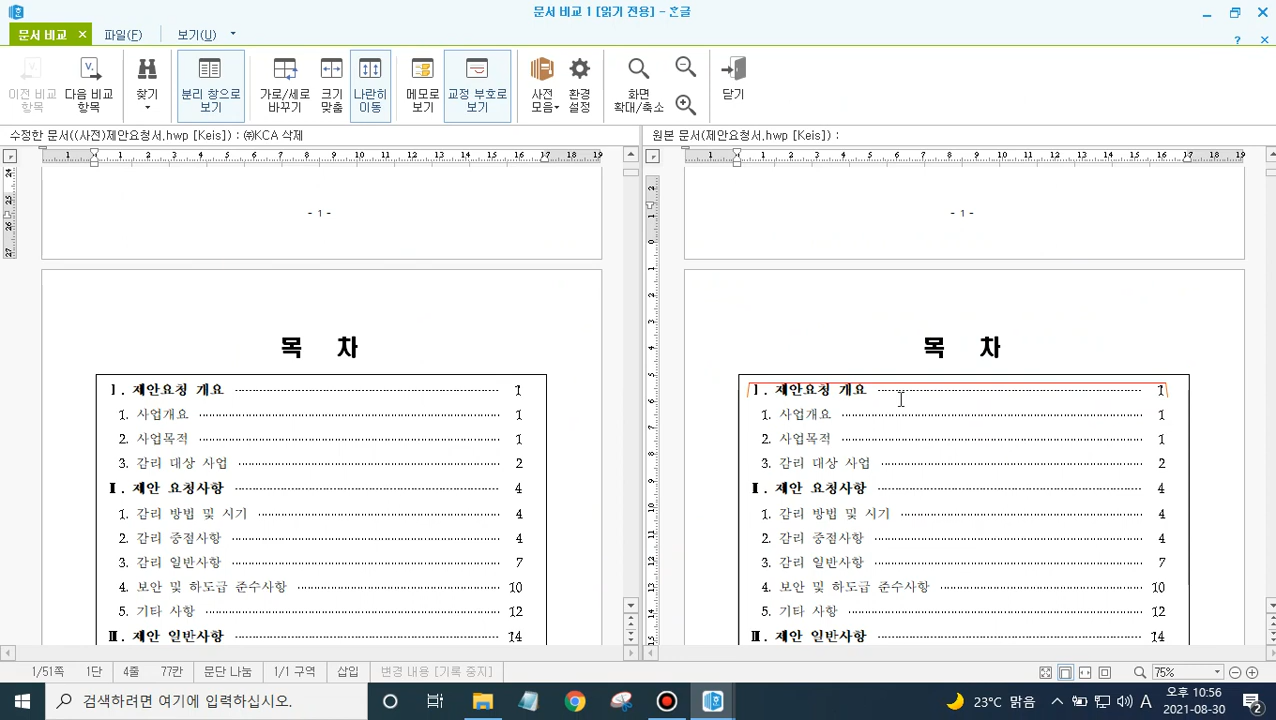 문서 비교 1 [읽기 전용] - 한글
문서 비교 × 파일(F) 보기(U)
이전 비교 항목
다음 비교 항목
찾기
분리 창으로 보기
가로/세로 바꾸기
크기 맞춤
나란히 이동
메모로 보기
교정 부호로 보기
사전 모음
환경 설정
화면 확대/축소
닫기
수정한 문서((사전)제안요청서.hwp [Keis]) : ㈜KCA 삭제
원본 문서(제안요청서.hwp [Keis]) :
- 1 -
목 차
Ⅰ. 제안요청 개요 1
1. 사업개요 1
2. 사업목적 1
3. 감리 대상 사업 2
Ⅱ. 제안 요청사항 4
1. 감리 방법 및 시기 4
2. 감리 중점사항 4
3. 감리 일반사항 7
4. 보안 및 하도급 준수사항 10
5. 기타 사항 12
Ⅲ. 제안 일반사항 14
- 1 -
목 차
Ⅰ. 제안요청 개요 1
1. 사업개요 1
2. 사업목적 1
3. 감리 대상 사업 2
Ⅱ. 제안 요청사항 4
1. 감리 방법 및 시기 4
2. 감리 중점사항 4
3. 감리 일반사항 7
4. 보안 및 하도급 준수사항 10
5. 기타 사항 12
Ⅲ. 제안 일반사항 14
1/51쪽 1단 4줄 77칸 문단 나눔 1/1 구역 삽입 변경 내용 [기록 중지] 75%
검색하려면 여기에 입력하십시오.
23°C 맑음 A 오후 10:56
2021-08-30
2